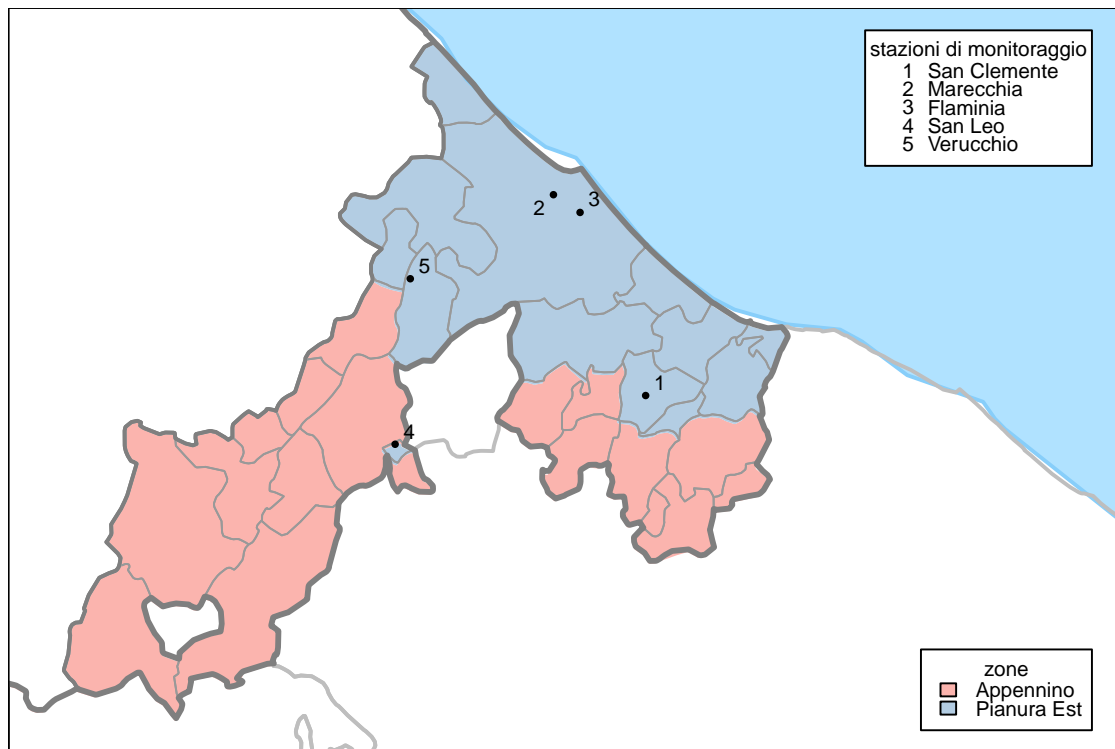 stazioni di monitoraggio
1 San Clemente
2 Marecchia
3 Flaminia
4 San Leo
5 Verucchio
2
3
5
1
4
zone
Appennino
Pianura Est